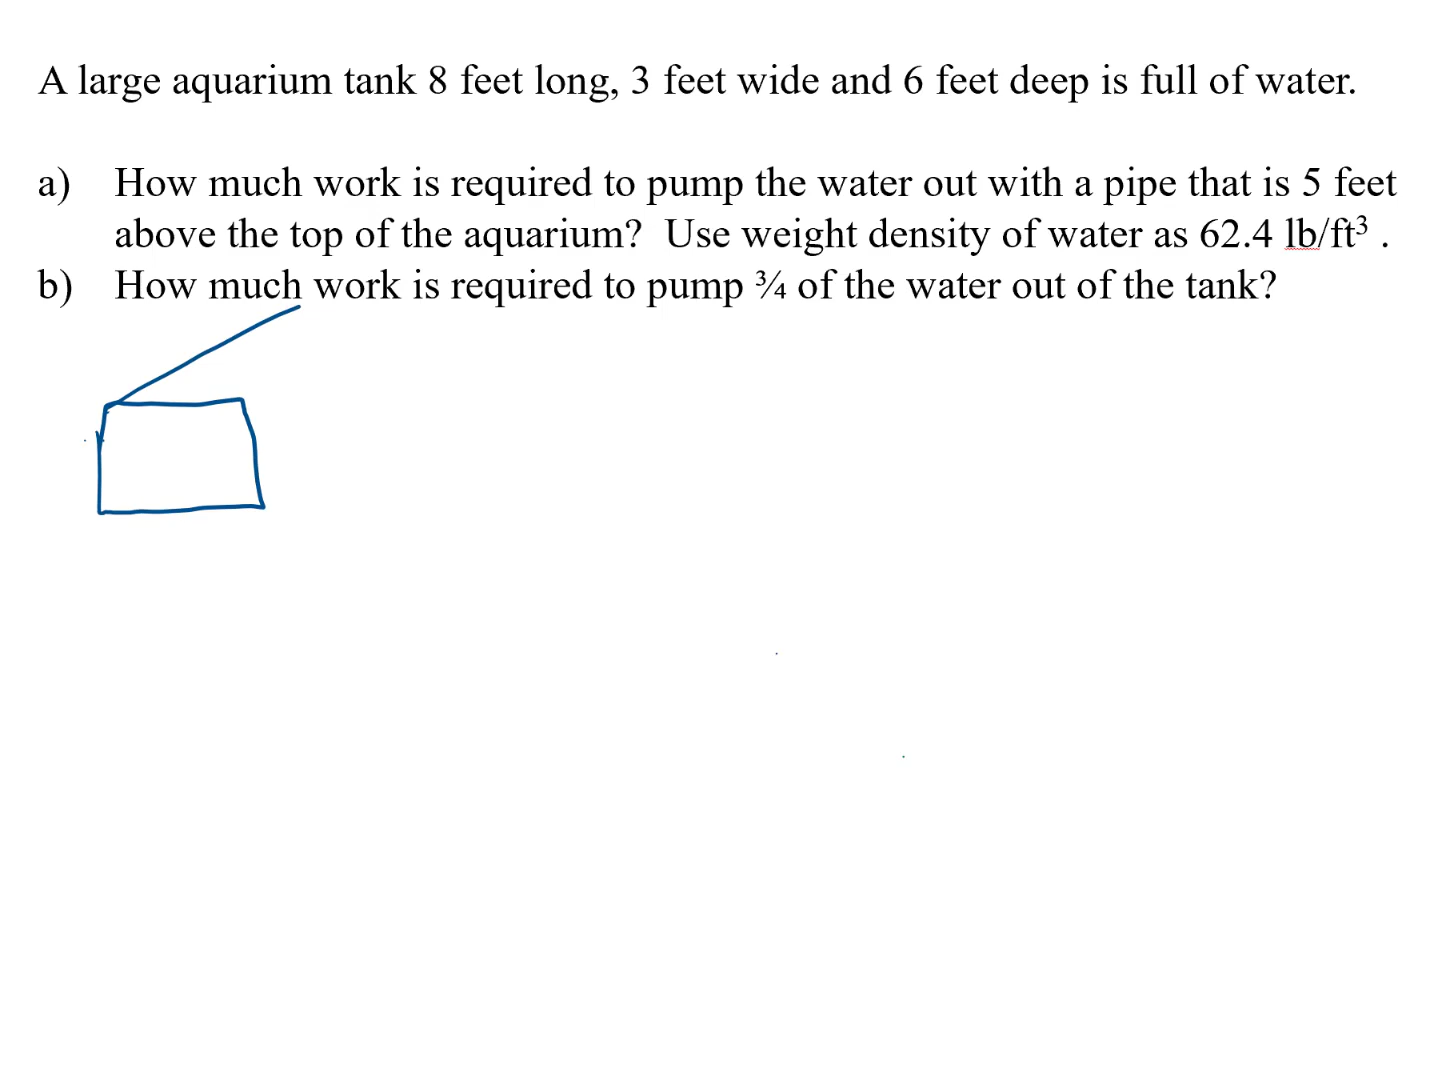 A large aquarium tank 8 feet long, 3 feet wide and 6 feet deep is full of water.
a) How much work is required to pump the water out with a pipe that is 5 feet
above the top of the aquarium? Use weight density of water as 62.4 lb/ft³ .
b) How much work is required to pump ¾ of the water out of the tank?